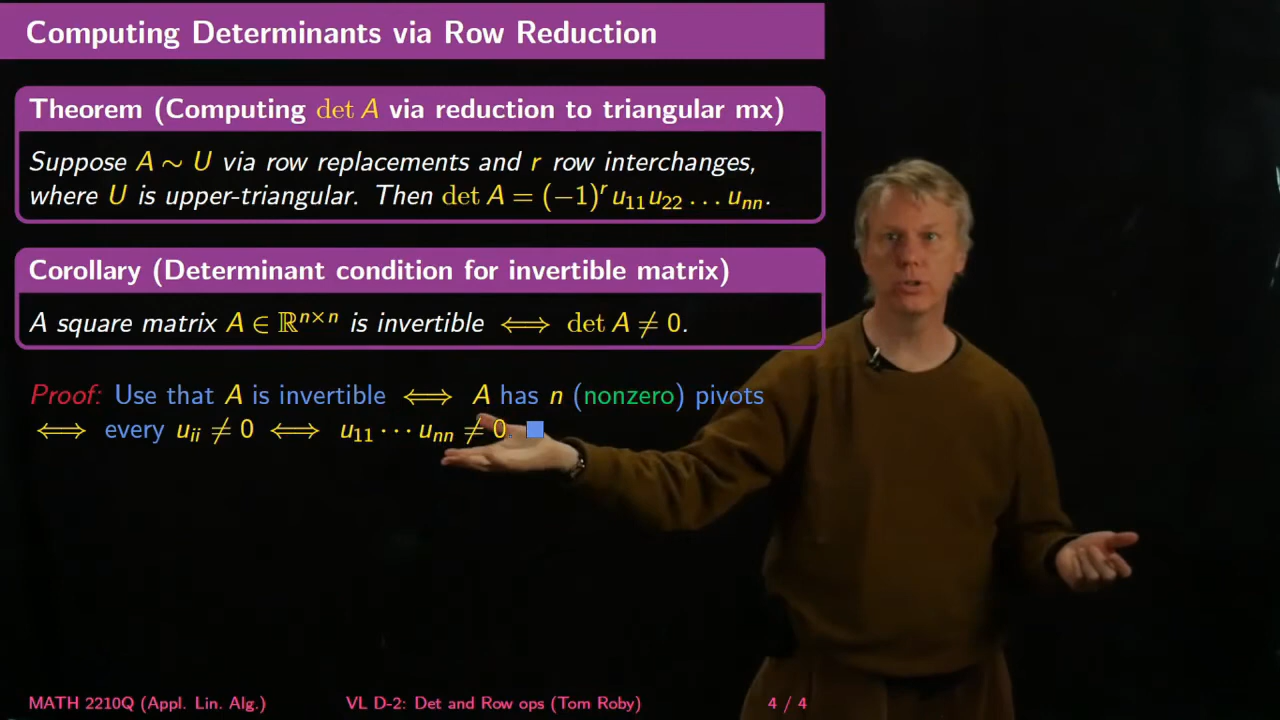 Computing Determinants via Row Reduction
Theorem (Computing det A via reduction to triangular mx)
Suppose A ∼ U via row replacements and r row interchanges,
where U is upper-triangular. Then det A = (−1)^r u₁₁u₂₂ … uₙₙ.
Corollary (Determinant condition for invertible matrix)
A square matrix A ∈ ℝⁿˣⁿ is invertible ⟺ det A ≠ 0.
Proof: Use that A is invertible ⟺ A has n (nonzero) pivots
⟺ every uᵢᵢ ≠ 0 ⟺ u₁₁ ⋯ uₙₙ ≠ 0. ■
MATH 2210Q (Appl. Lin. Alg.) VL D-2: Det and Row ops (Tom Roby) 4 / 4